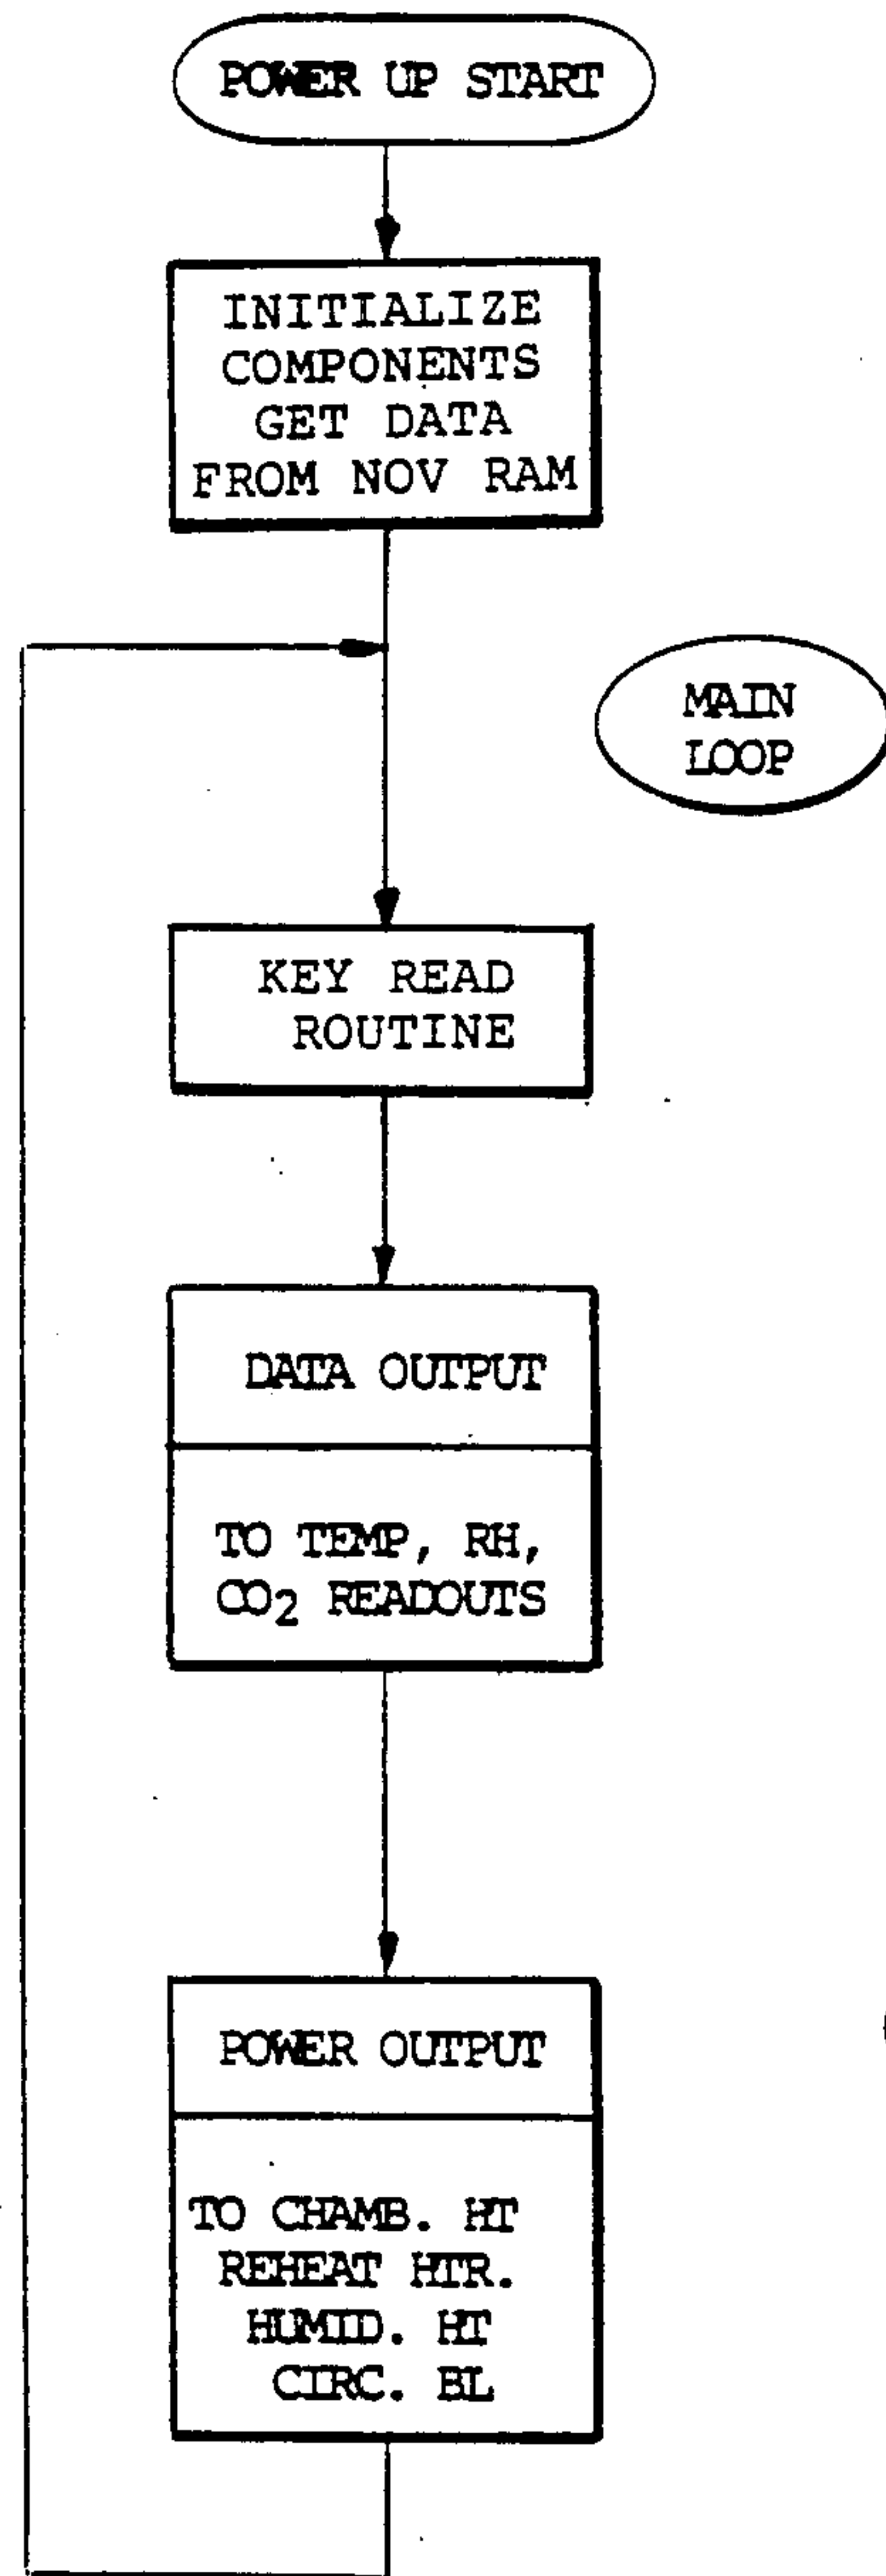 POWER UP START
INITIALIZE
COMPONENTS
GET DATA
FROM NOV RAM
MAIN
LOOP
KEY READ
ROUTINE
DATA OUTPUT
TO TEMP, RH,
CO₂ READOUTS
POWER OUTPUT
TO CHAMB. HT
REHEAT HTR.
HUMID. HT
CIRC. BL